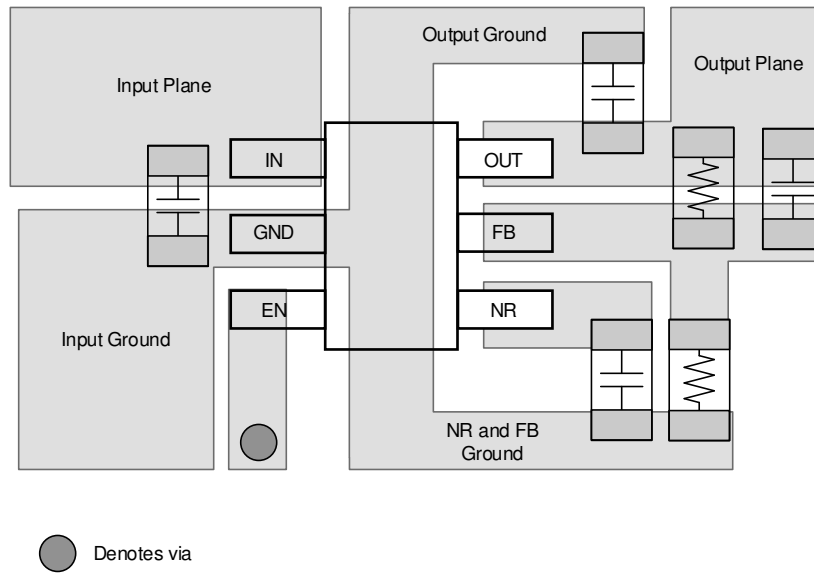 Output Ground
Input Plane
Output Plane
IN
OUT
GND
FB
EN
NR
Input Ground
NR and FB
Ground
Denotes via